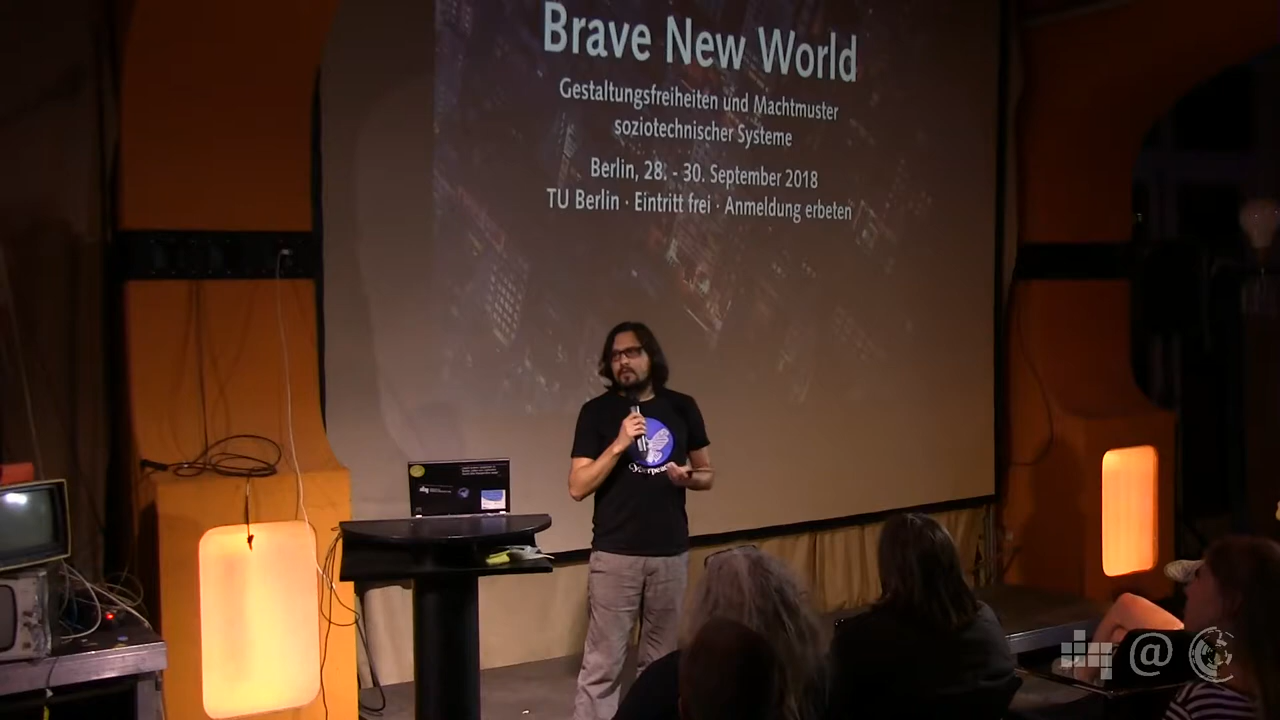 Brave New World
Gestaltungsfreiheiten und Machtmuster
soziotechnischer Systeme
Berlin, 28. - 30. September 2018
TU Berlin · Eintritt frei · Anmeldung erbeten
Cyberpeace
@